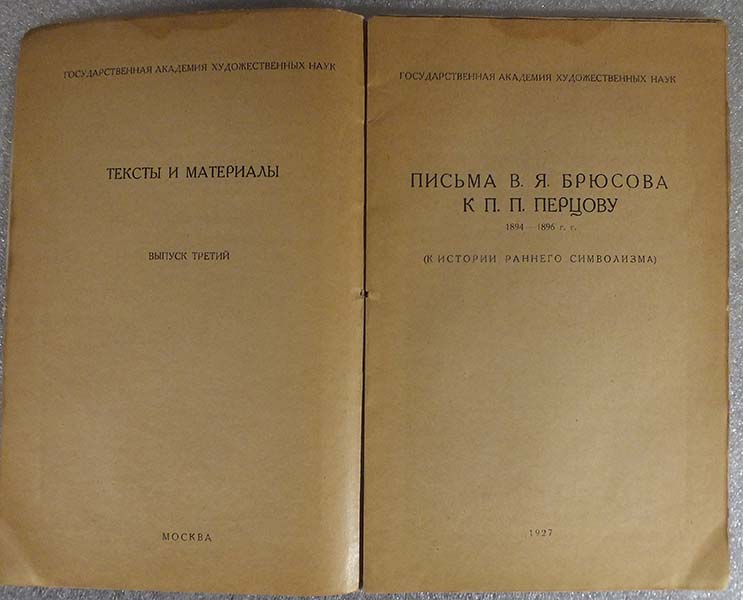 ГОСУДАРСТВЕННАЯ АКАДЕМИЯ ХУДОЖЕСТВЕННЫХ НАУК
ТЕКСТЫ И МАТЕРИАЛЫ
ВЫПУСК ТРЕТИЙ
МОСКВА
ГОСУДАРСТВЕННАЯ АКАДЕМИЯ ХУДОЖЕСТВЕННЫХ НАУК
ПИСЬМА В. Я. БРЮСОВА
К П. П. ПЕРЦОВУ
1894—1896 г. г.
(К ИСТОРИИ РАННЕГО СИМВОЛИЗМА)
1927